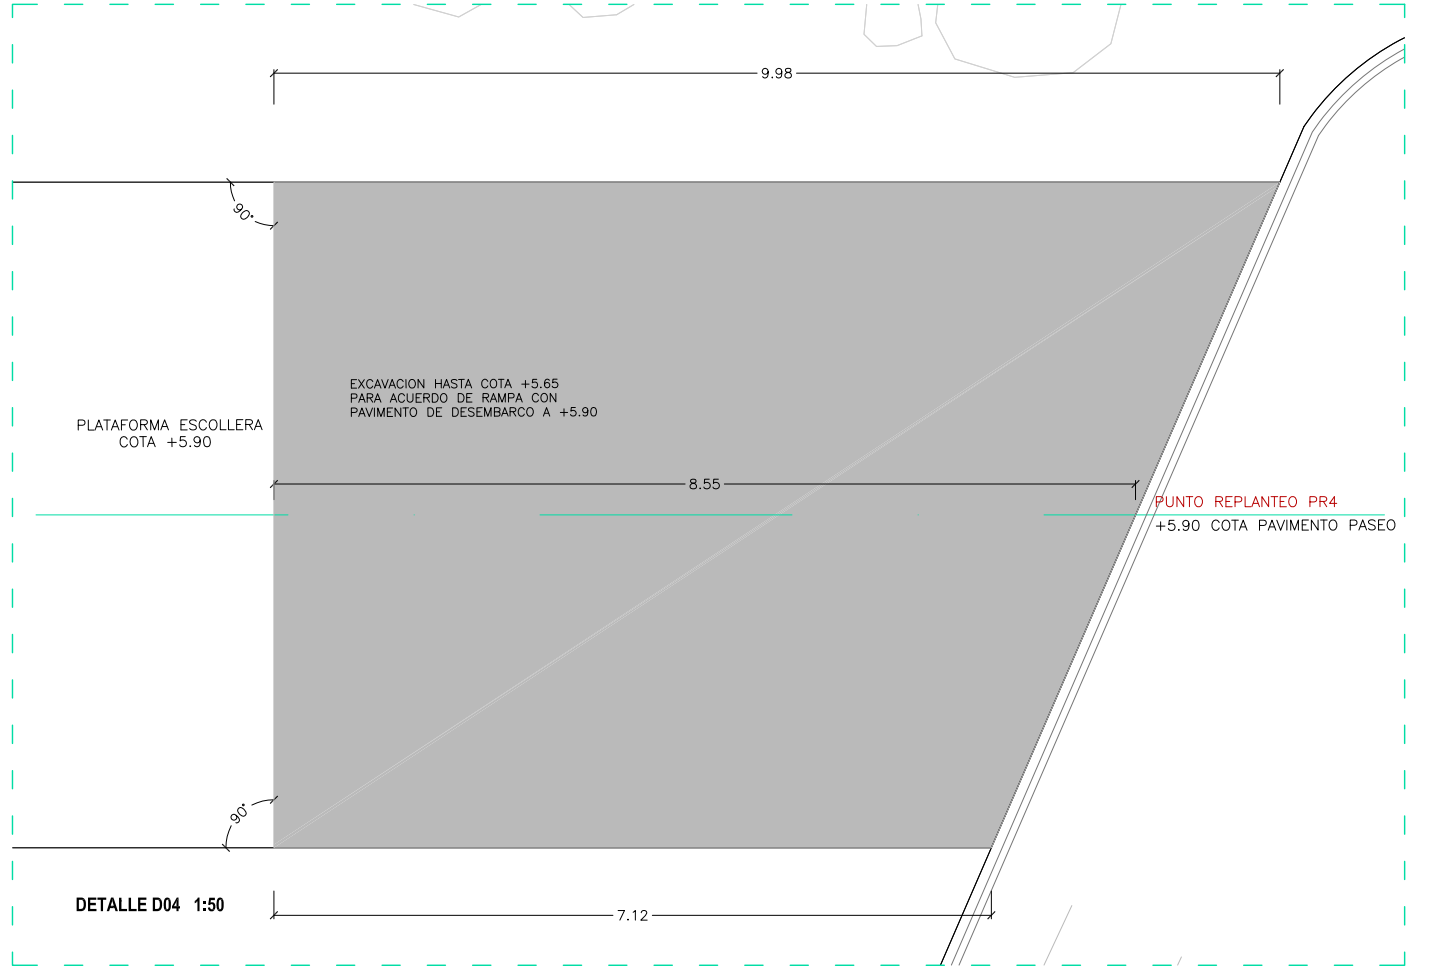 9.98
90°
EXCAVACION HASTA COTA +5.65
PARA ACUERDO DE RAMPA CON
PAVIMENTO DE DESEMBARCO A +5.90
PLATAFORMA ESCOLLERA
COTA +5.90
8.55
PUNTO REPLANTEO PR4
+5.90 COTA PAVIMENTO PASEO
90°
DETALLE D04 1:50
7.12